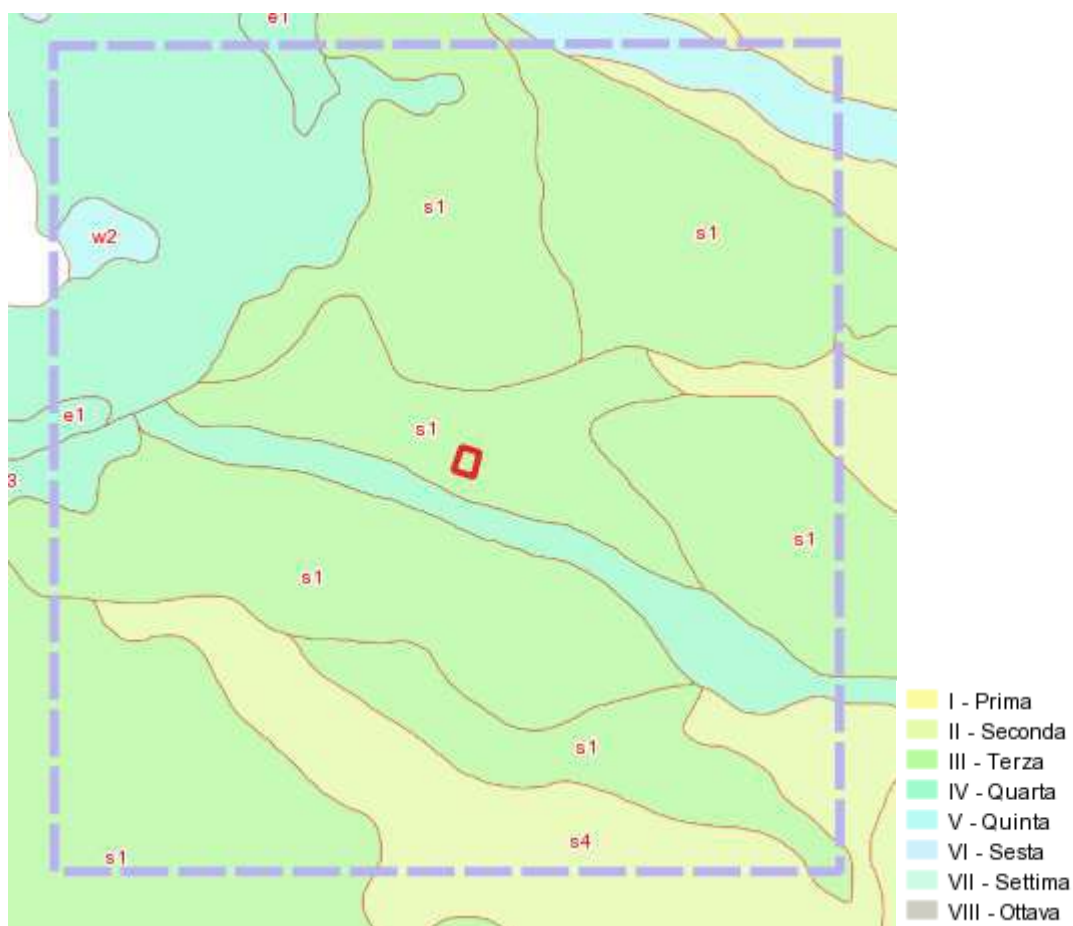 e1
s1
s1
w2
e1
s1
3
s1
s1
s1
s4
s1
I - Prima
II - Seconda
III - Terza
IV - Quarta
V - Quinta
VI - Sesta
VII - Settima
VIII - Ottava